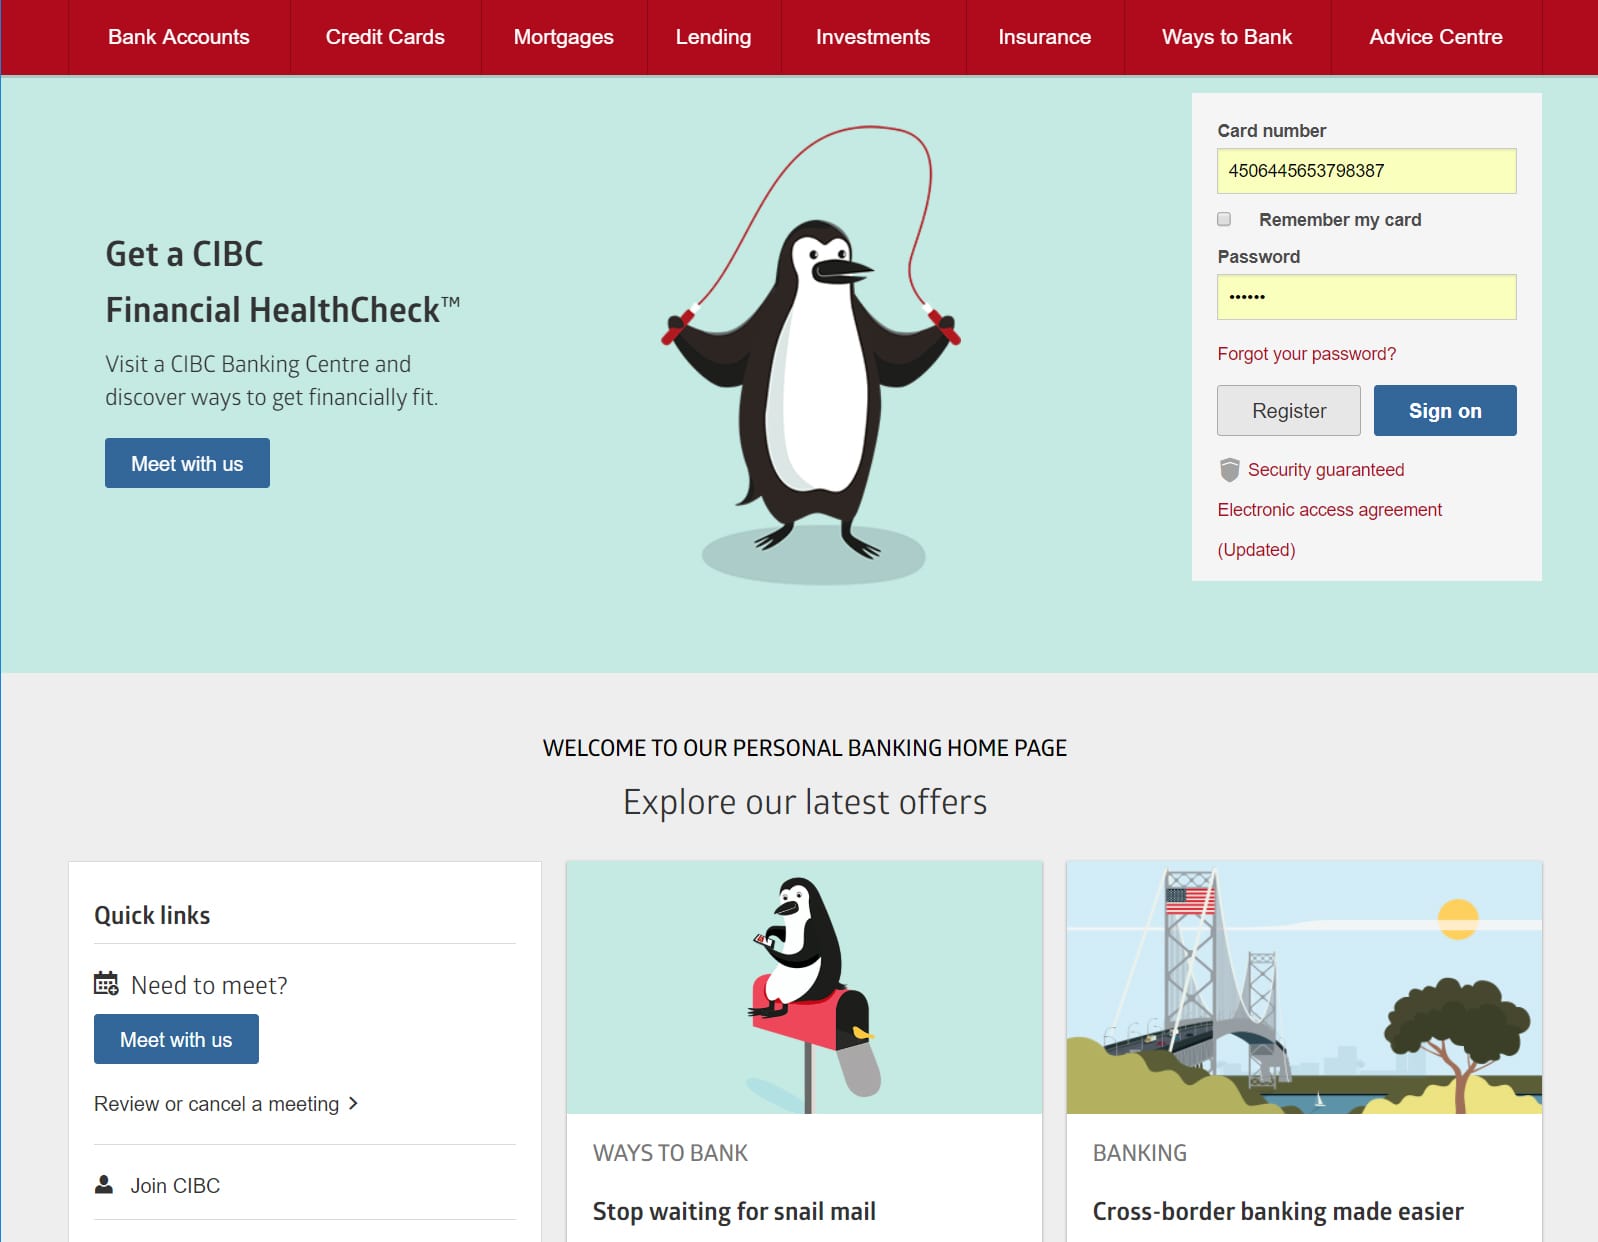 Bank Accounts
Credit Cards
Mortgages
Lending
Investments
Insurance
Ways to Bank
Advice Centre
Get a CIBC
Financial HealthCheck™
Visit a CIBC Banking Centre and
discover ways to get financially fit.
Meet with us
Card number
4506445653798387
Remember my card
Password
••••••
Forgot your password?
Register
Sign on
Security guaranteed
Electronic access agreement
(Updated)
WELCOME TO OUR PERSONAL BANKING HOME PAGE
Explore our latest offers
Quick links
Need to meet?
Meet with us
Review or cancel a meeting
Join CIBC
WAYS TO BANK
Stop waiting for snail mail
BANKING
Cross-border banking made easier